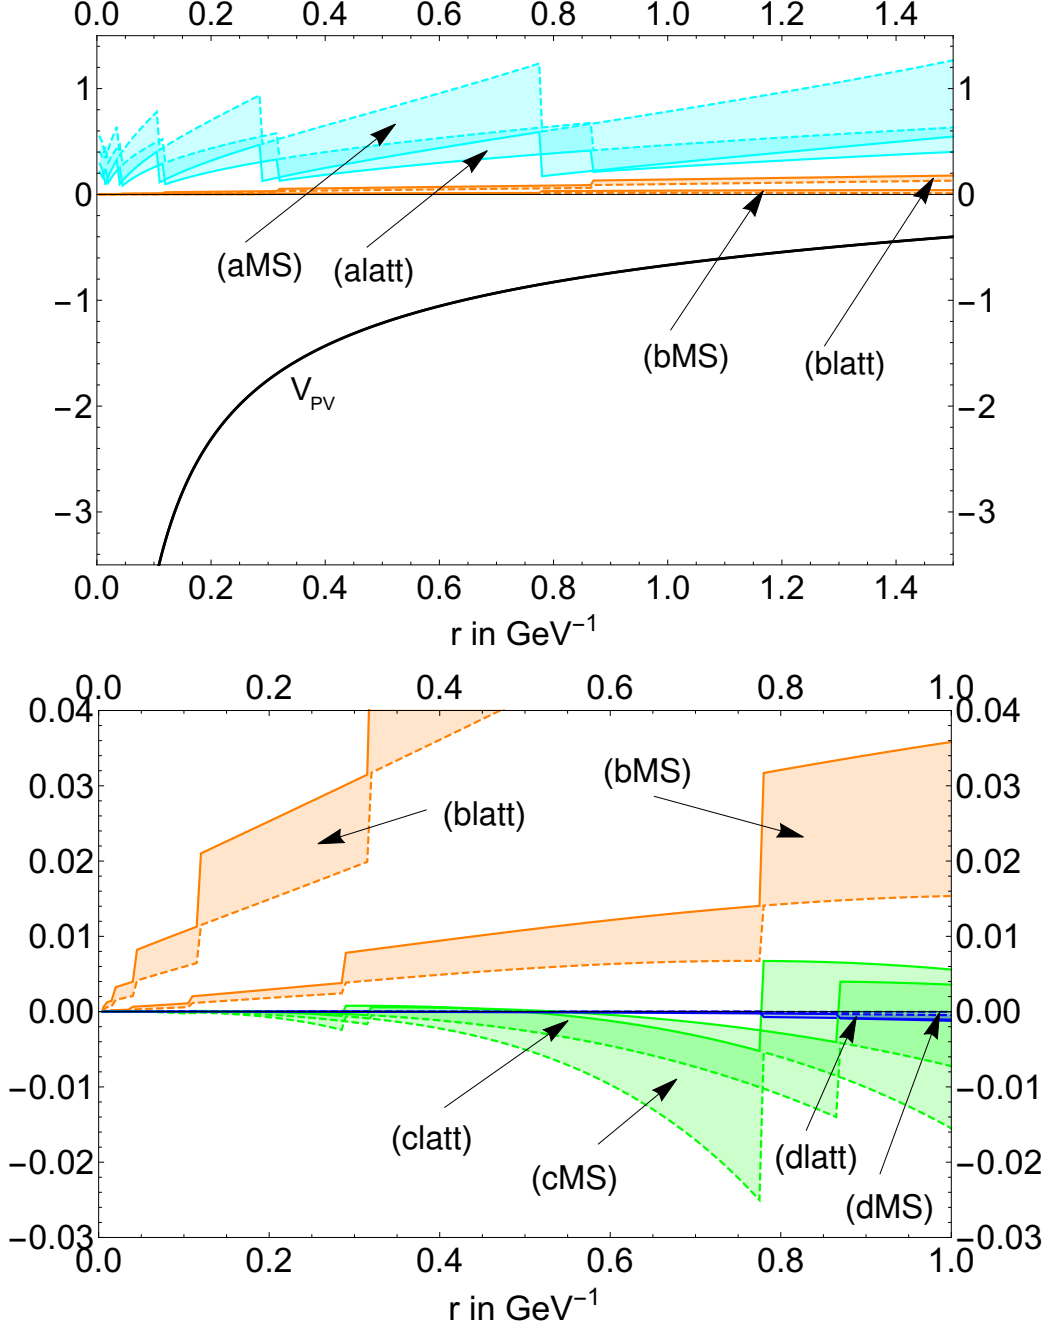 0.0 0.2 0.4 0.6 0.8 1.0 1.2 1.4
1 1
0 0
(aMS) (alatt)
−1 −1
(bMS) (blatt)
V_PV
−2 −2
−3 −3
0.0 0.2 0.4 0.6 0.8 1.0 1.2 1.4
r in GeV⁻¹
0.0 0.2 0.4 0.6 0.8 1.0
0.04 0.04
(bMS)
0.03 0.03
(blatt)
0.02 0.02
0.01 0.01
0.00 0.00
−0.01 −0.01
(clatt) (dlatt)
(cMS)
−0.02 −0.02
(dMS)
−0.03 −0.03
0.0 0.2 0.4 0.6 0.8 1.0
r in GeV⁻¹